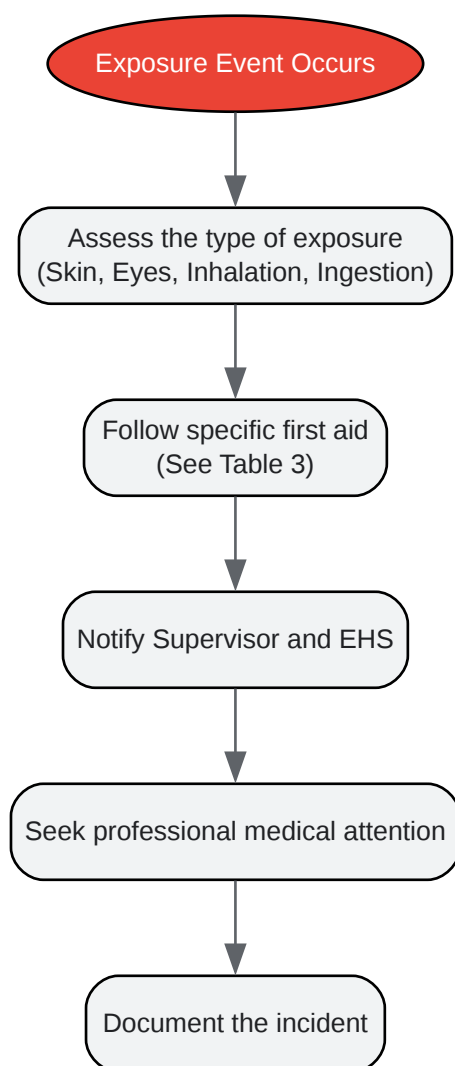 Exposure Event Occurs
Assess the type of exposure
(Skin, Eyes, Inhalation, Ingestion)
Follow specific first aid
(See Table 3)
Notify Supervisor and EHS
Seek professional medical attention
Document the incident